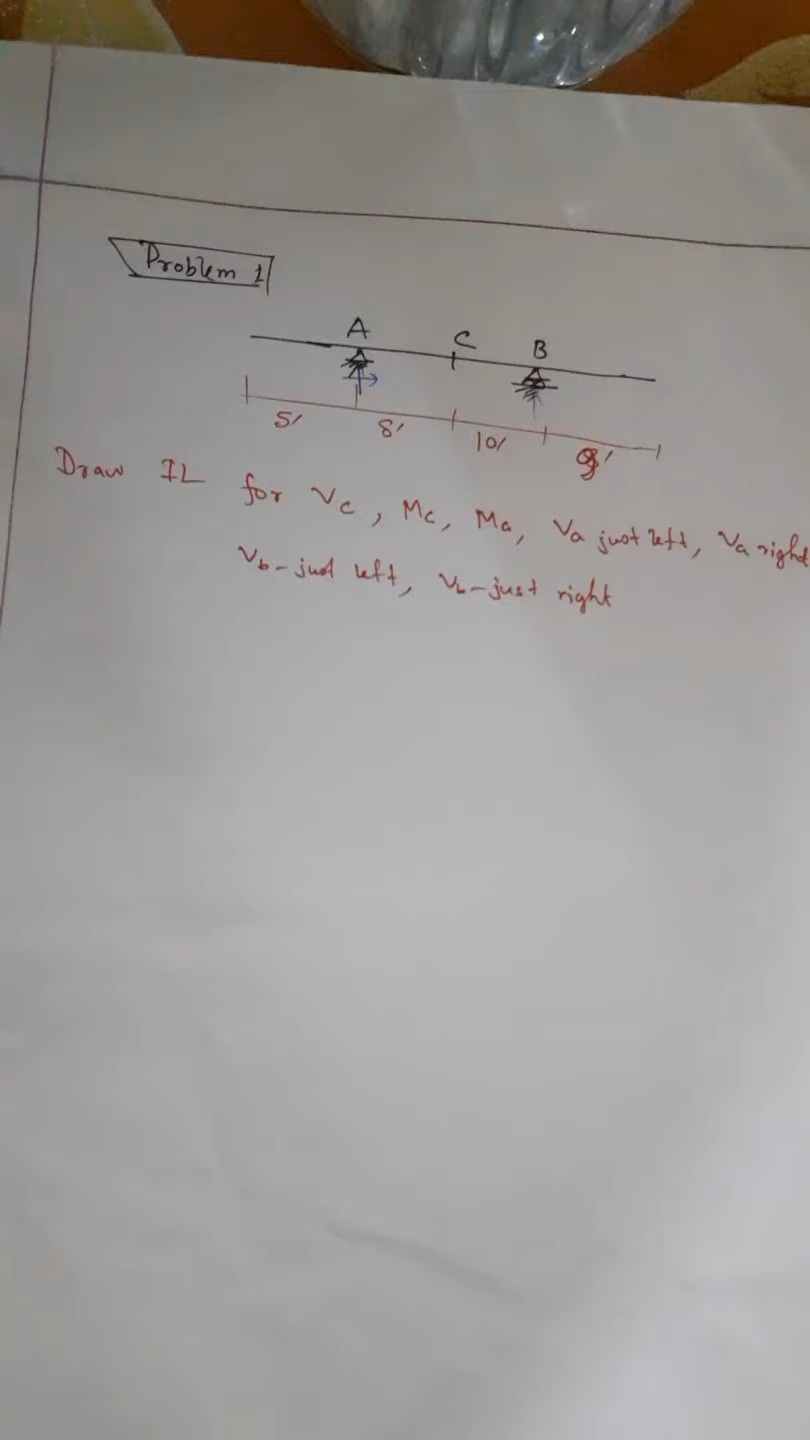 Problem 1
A C B
5' 8' 10'
Draw IL for Vc, Mc, Ma, Va just left, Va right
Vb-just left, Vb-just right